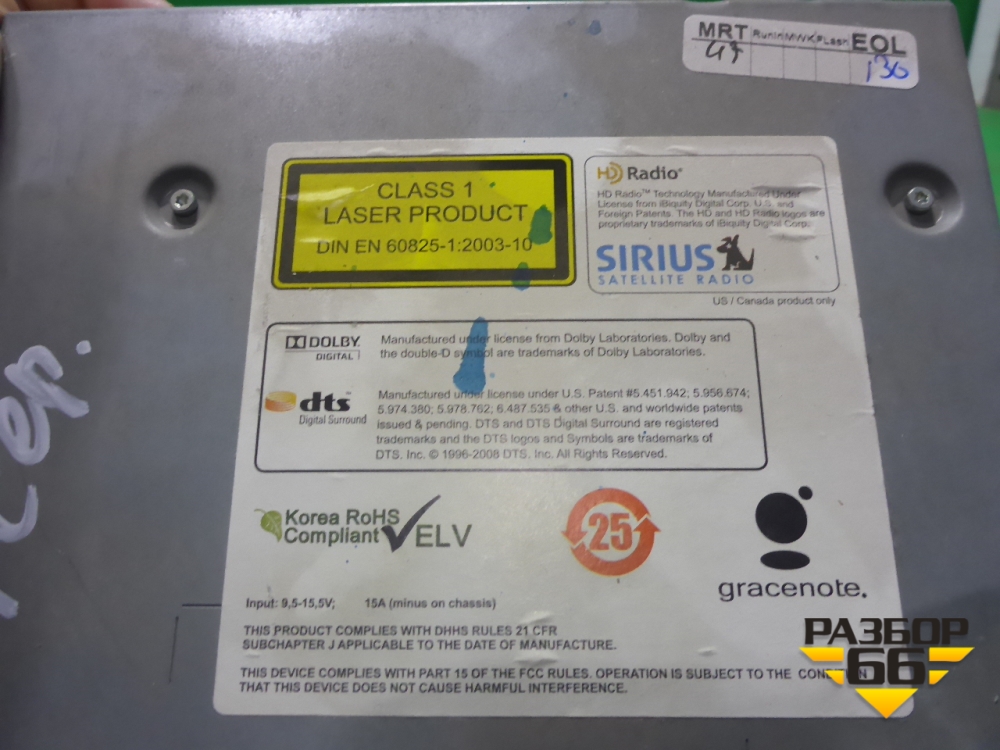 MRT RunIn MWK Flash EOL
GF
130
CLASS 1
LASER PRODUCT
DIN EN 60825-1:2003-10
HD Radio®
HD Radio™ Technology Manufactured Under
License from iBiquity Digital Corp. U.S. and
Foreign Patents. The HD and HD Radio logos are
proprietary trademarks of iBiquity Digital Corp.
SIRIUS
SATELLITE RADIO
US / Canada product only
DOLBY
DIGITAL
Manufactured under license from Dolby Laboratories. Dolby and
the double-D symbol are trademarks of Dolby Laboratories.
dts
Digital Surround
Manufactured under license under U.S. Patent #5.451.942; 5.956.674;
5.974.380; 5.978.762; 6.487.535 & other U.S. and worldwide patents
issued & pending. DTS and DTS Digital Surround are registered
trademarks and the DTS logos and Symbols are trademarks of
DTS, Inc. © 1996-2008 DTS, Inc. All Rights Reserved.
Korea RoHS
Compliant
ELV
25
gracenote.
Input: 9,5-15,5V; 15A (minus on chassis)
THIS PRODUCT COMPLIES WITH DHHS RULES 21 CFR
SUBCHAPTER J APPLICABLE TO THE DATE OF MANUFACTURE.
THIS DEVICE COMPLIES WITH PART 15 OF THE FCC RULES. OPERATION IS SUBJECT TO THE
THAT THIS DEVICE DOES NOT CAUSE HARMFUL INTERFERENCE.
РАЗБОР
66